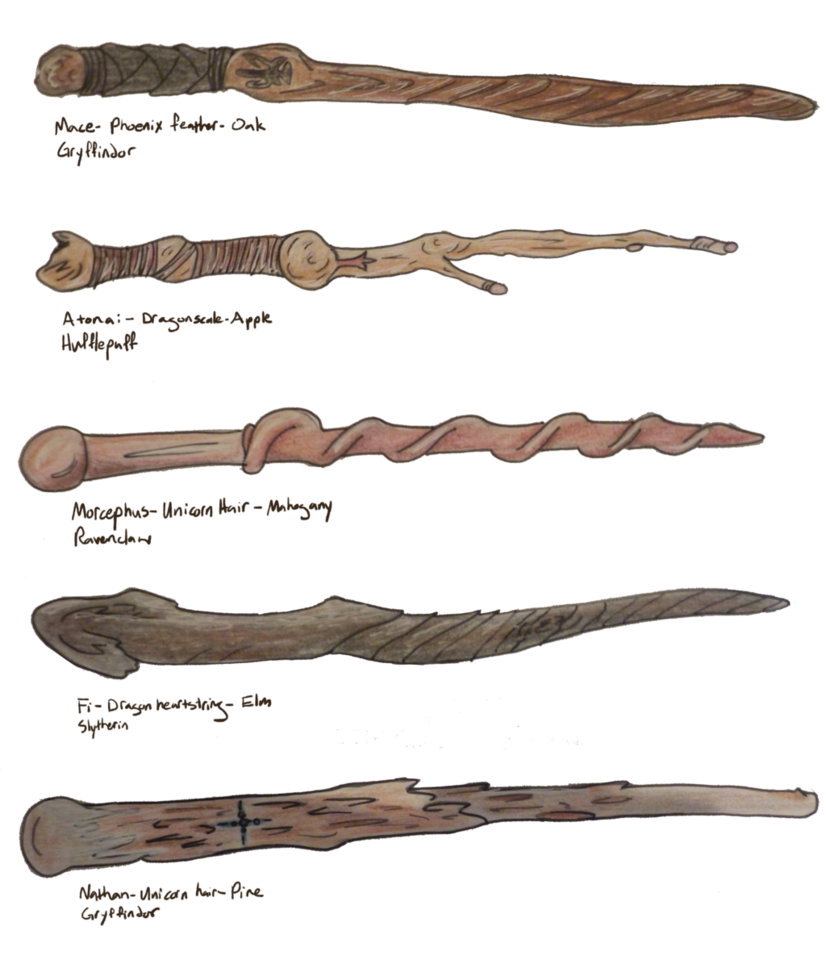 Mace- Phoenix feather- Oak
Gryffindor
Atonai- Dragonscale-Apple
Hufflepuff
Morcephus- Unicorn Hair - Mahogany
Ravenclaw
Fi- Dragon heartstring- Elm
Slytherin
Nathan-Unicorn hair- Pine
Gryffindor